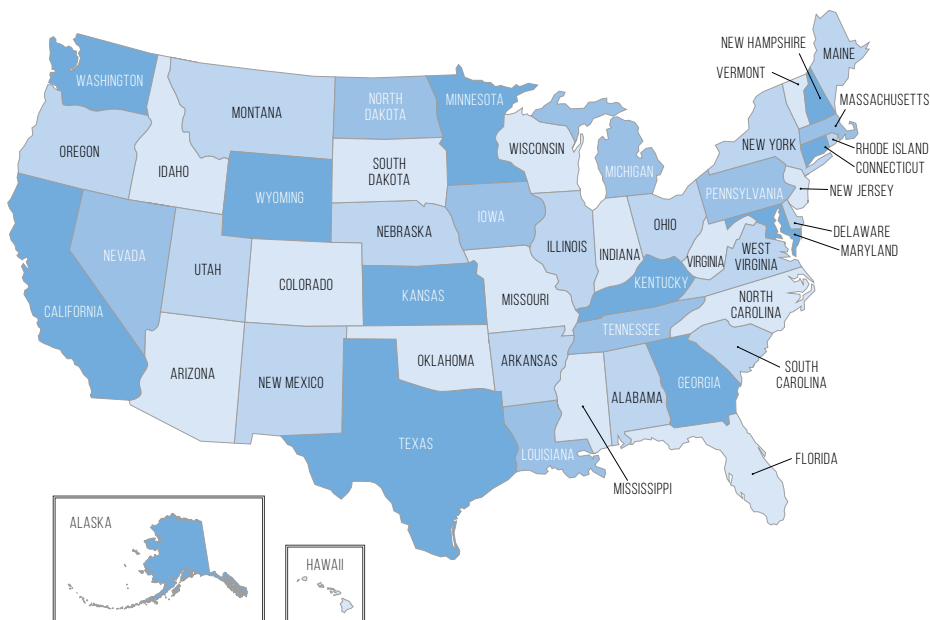 NEW HAMPSHIRE
MAINE
VERMONT
WASHINGTON
MONTANA
NORTH
DAKOTA
MINNESOTA
MASSACHUSETTS
OREGON
IDAHO
SOUTH
DAKOTA
WISCONSIN
MICHIGAN
NEW YORK
RHODE ISLAND
CONNECTICUT
WYOMING
IOWA
PENNSYLVANIA
NEW JERSEY
NEVADA
UTAH
NEBRASKA
ILLINOIS
INDIANA
OHIO
DELAWARE
MARYLAND
WEST
VIRGINIA
VIRGINIA
CALIFORNIA
COLORADO
KANSAS
MISSOURI
KENTUCKY
NORTH
CAROLINA
TENNESSEE
ARIZONA
NEW MEXICO
OKLAHOMA
ARKANSAS
SOUTH
CAROLINA
ALABAMA
GEORGIA
TEXAS
LOUISIANA
MISSISSIPPI
FLORIDA
ALASKA
HAWAII